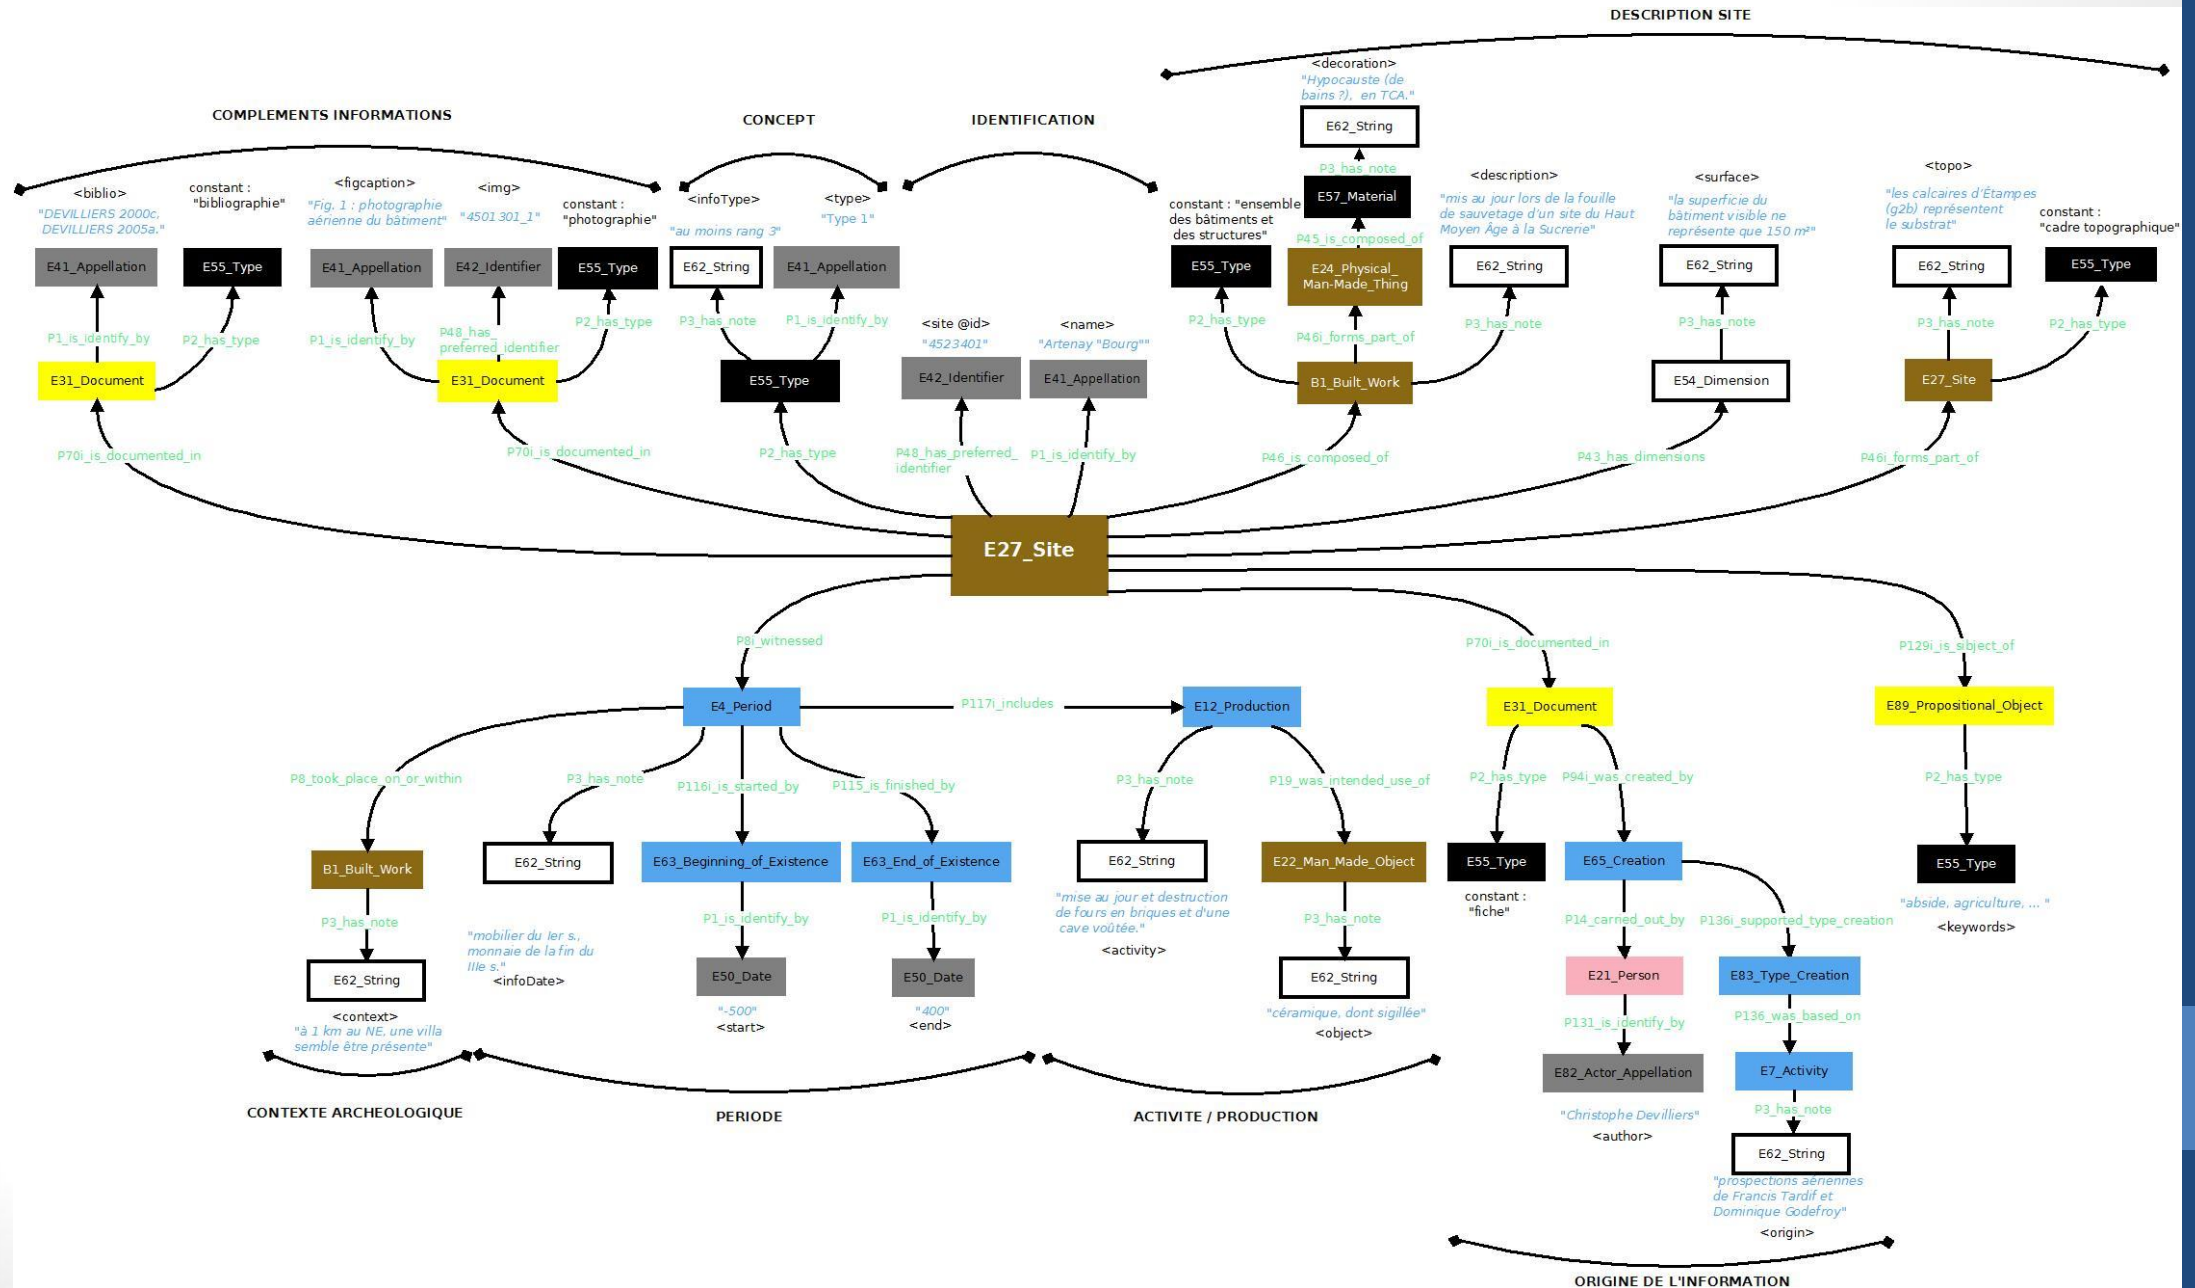 DESCRIPTION SITE
COMPLEMENTS INFORMATIONS
CONCEPT
IDENTIFICATION
<biblio>
"DEVILLIERS 2000c,
DEVILLIERS 2005a."
constant :
"bibliographie"
<figcaption>
"Fig. 1 : photographie
aérienne du bâtiment"
<img>
"4501301_1"
constant :
"photographie"
<infoType>
"au moins rang 3"
<type>
"Type 1"
<decoration>
"Hypocauste (de
bains ?), en TCA."
E62_String
P3_has_note
E57_Material
P45_is_composed_of
constant : "ensemble
des bâtiments et
des structures"
<description>
"mis au jour lors de la fouille
de sauvetage d'un site du Haut
Moyen Âge à la Sucrerie"
<surface>
"la superficie du
bâtiment visible ne
représente que 150 m²"
<topo>
"les calcaires d'Étampes
(g2b) représentent
le substrat"
constant :
"cadre topographique"
E41_Appellation
E55_Type
E41_Appellation
E42_Identifier
E55_Type
E62_String
E41_Appellation
E55_Type
E24_Physical_
Man-Made_Thing
E62_String
E62_String
E62_String
E55_Type
P1_is_identify_by
P2_has_type
P1_is_identify_by
P48_has_
preferred_identifier
P2_has_type
P3_has_note
P1_is_identify_by
<site @id>
"4523401"
<name>
"Artenay "Bourg""
P2_has_type
P46i_forms_part_of
P3_has_note
P3_has_note
P3_has_note
P2_has_type
E31_Document
E31_Document
E55_Type
E42_Identifier
E41_Appellation
B1_Built_Work
E54_Dimension
E27_Site
P70i_is_documented_in
P70i_is_documented_in
P2_has_type
P48_has_preferred_
identifier
P1_is_identify_by
P46_is_composed_of
P43_has_dimensions
P46i_forms_part_of
E27_Site
P8i_witnessed
P70i_is_documented_in
P129i_is_sibject_of
E4_Period
P117i_includes
E12_Production
E31_Document
E89_Propositional_Object
P8_took_place_on_or_within
P3_has_note
P116i_is_started_by
P115_is_finished_by
P3_has_note
P19_was_intended_use_of
P2_has_type
P94i_was_created_by
P2_has_type
B1_Built_Work
E62_String
E63_Beginning_of_Existence
E63_End_of_Existence
E62_String
E22_Man_Made_Object
E55_Type
E65_Creation
E55_Type
P3_has_note
"mobilier du Ier s.,
monnaie de la fin du
IIIe s."
<infoDate>
P1_is_identify_by
P1_is_identify_by
"mise au jour et destruction
de fours en briques et d'une
cave voûtée."
<activity>
P3_has_note
constant :
"fiche"
P14_carried_out_by
P136i_supported_type_creation
"abside, agriculture, ... "
<keywords>
E62_String
E50_Date
E50_Date
E62_String
E21_Person
E83_Type_Creation
<context>
"à 1 km au NE, une villa
semble être présente"
"-500"
<start>
"400"
<end>
"céramique, dont sigillée"
<object>
P131_is_identify_by
P136_was_based_on
E82_Actor_Appellation
E7_Activity
CONTEXTE ARCHEOLOGIQUE
PERIODE
ACTIVITE / PRODUCTION
"Christophe Devilliers"
<author>
P3_has_note
E62_String
"prospections aériennes
de Francis Tardif et
Dominique Godefroy"
<origin>
ORIGINE DE L'INFORMATION